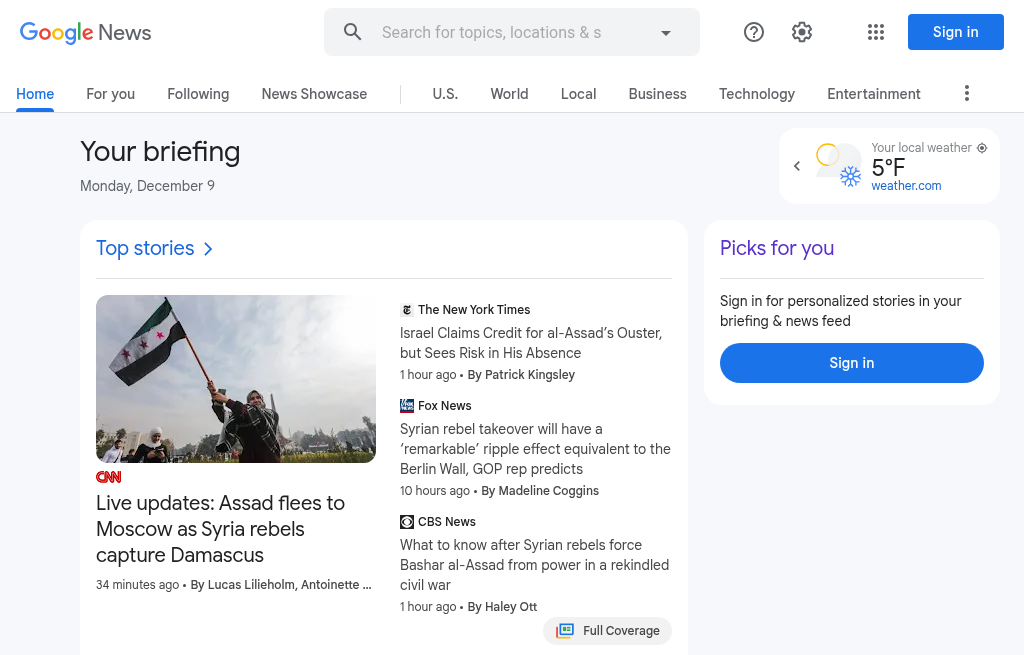 Google News
Search for topics, locations & s
Sign in
Home
For you
Following
News Showcase
U.S.
World
Local
Business
Technology
Entertainment
Your briefing
Monday, December 9
Your local weather
5°F
weather.com
Top stories
CNN
Live updates: Assad flees to
Moscow as Syria rebels
capture Damascus
34 minutes ago • By Lucas Lilieholm, Antoinette ...
The New York Times
Israel Claims Credit for al-Assad's Ouster,
but Sees Risk in His Absence
1 hour ago • By Patrick Kingsley
Fox News
Syrian rebel takeover will have a
'remarkable' ripple effect equivalent to the
Berlin Wall, GOP rep predicts
10 hours ago • By Madeline Coggins
CBS News
What to know after Syrian rebels force
Bashar al-Assad from power in a rekindled
civil war
1 hour ago • By Haley Ott
Full Coverage
Picks for you
Sign in for personalized stories in your
briefing & news feed
Sign in